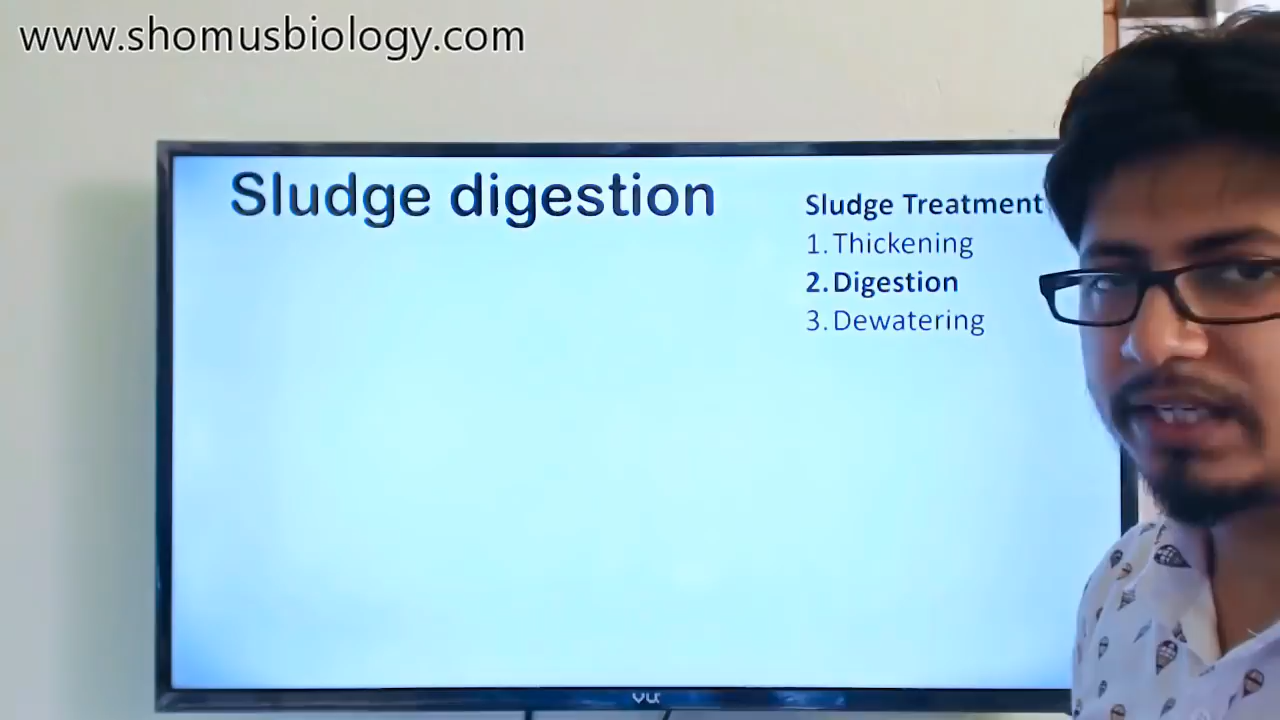 www.shomusbiology.com
Sludge digestion
Sludge Treatment
1. Thickening
2. Digestion
3. Dewatering